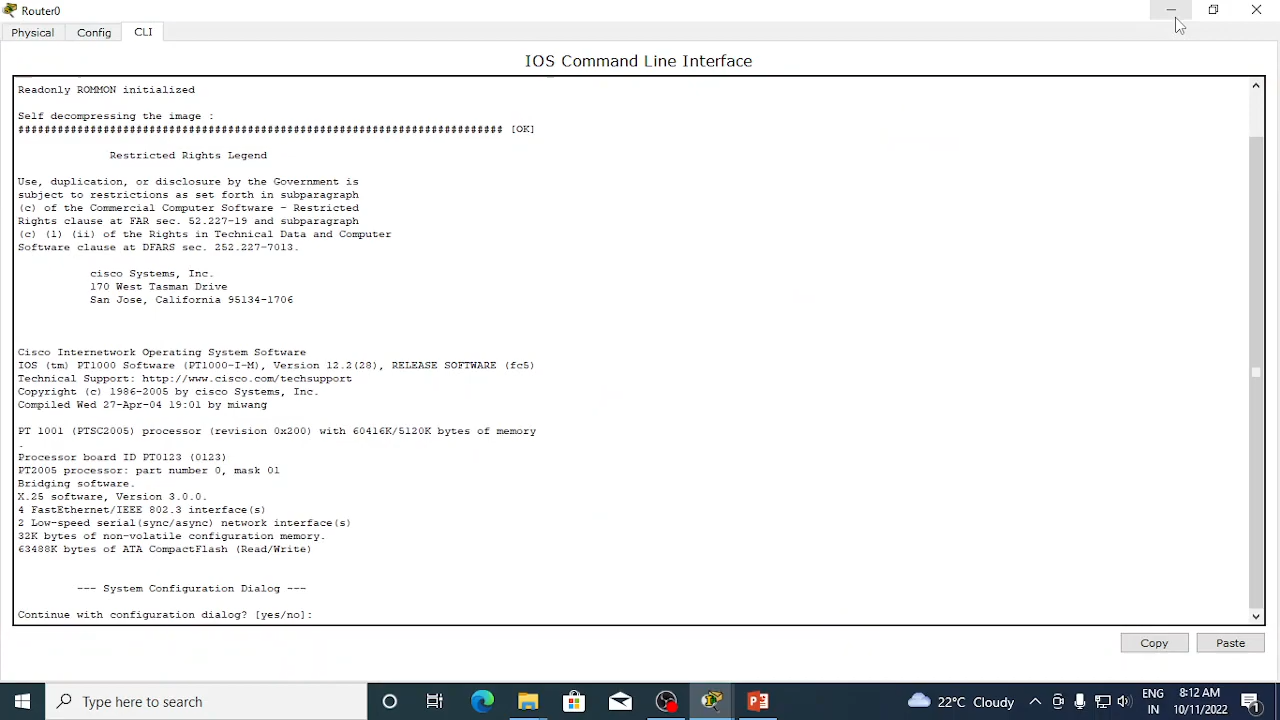 Router0
Physical
Config
CLI
IOS Command Line Interface
Readonly ROMMON initialized
Self decompressing the image :
########################################################################## [OK]
Restricted Rights Legend
Use, duplication, or disclosure by the Government is
subject to restrictions as set forth in subparagraph
(c) of the Commercial Computer Software - Restricted
Rights clause at FAR sec. 52.227-19 and subparagraph
(c) (1) (ii) of the Rights in Technical Data and Computer
Software clause at DFARS sec. 252.227-7013.
cisco Systems, Inc.
170 West Tasman Drive
San Jose, California 95134-1706
Cisco Internetwork Operating System Software
IOS (tm) PT1000 Software (PT1000-I-M), Version 12.2(28), RELEASE SOFTWARE (fc5)
Technical Support: http://www.cisco.com/techsupport
Copyright (c) 1986-2005 by cisco Systems, Inc.
Compiled Wed 27-Apr-04 19:01 by miwang
PT 1001 (PTSC2005) processor (revision 0x200) with 60416K/5120K bytes of memory
.
Processor board ID PT0123 (0123)
PT2005 processor: part number 0, mask 01
Bridging software.
X.25 software, Version 3.0.0.
4 FastEthernet/IEEE 802.3 interface(s)
2 Low-speed serial(sync/async) network interface(s)
32K bytes of non-volatile configuration memory.
63488K bytes of ATA CompactFlash (Read/Write)
--- System Configuration Dialog ---
Continue with configuration dialog? [yes/no]:
Copy
Paste
Type here to search
22°C Cloudy
ENG
IN
8:12 AM
10/11/2022
1